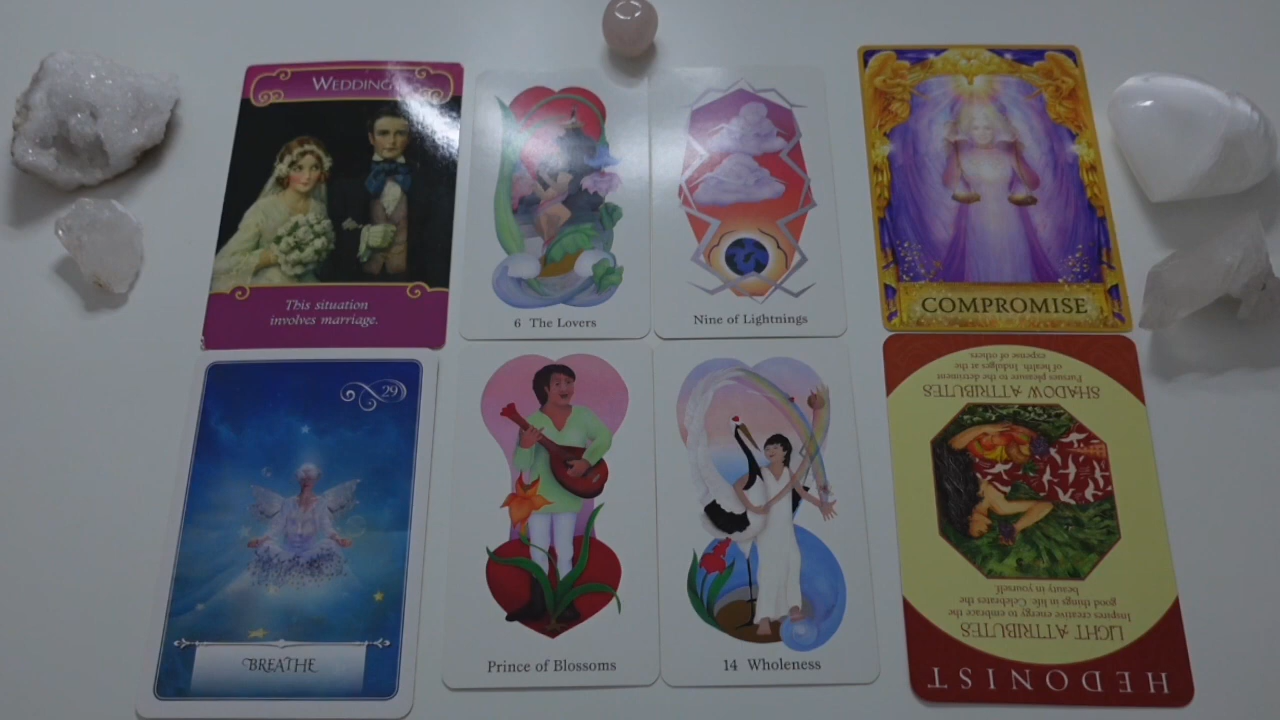 WEDDING
This situation
involves marriage.
6 The Lovers
Nine of Lightnings
COMPROMISE
29
BREATHE
Prince of Blossoms
14 Wholeness
HEDONIST
LIGHT ATTRIBUTES
Inspires creative energy to embrace the
good things in life. Celebrates the
beauty in yourself.
SHADOW ATTRIBUTES
Pursues pleasure to the detriment
of health. Indulges at the
expense of others.